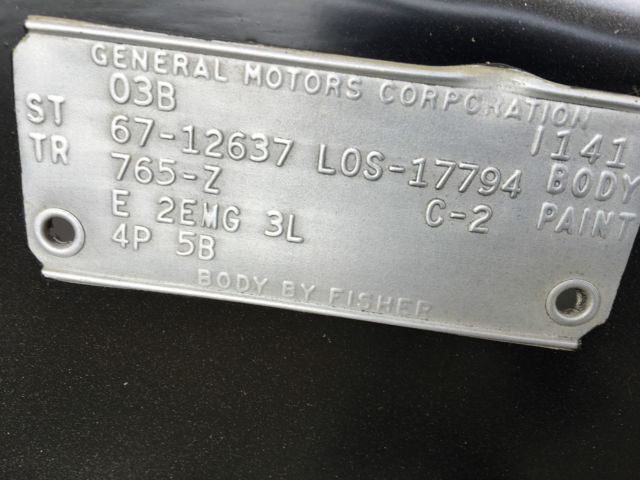 GENERAL MOTORS CORPORATION
03B 1141
ST 67-12637 LOS-17794 BODY
TR 765-Z C-2 PAINT
E 2EMG 3L
4P 5B
BODY BY FISHER